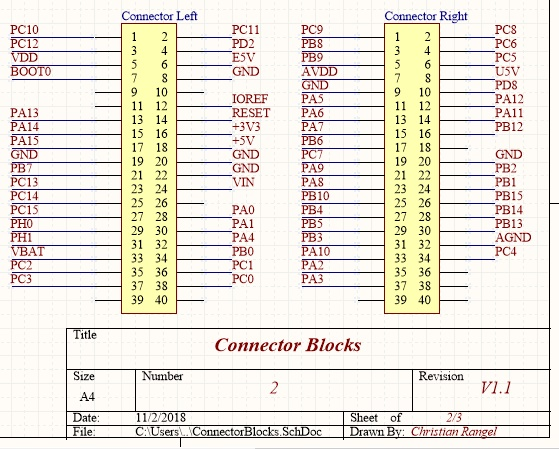 Connector Left Connector Right
PC10 1 2 PC11 PC9 1 2 PC8
PC12 3 4 PD2 PB8 3 4 PC6
VDD 5 6 E5V PB9 5 6 PC5
BOOT0 7 8 GND AVDD 7 8 U5V
9 10 GND 9 10 PD8
11 12 IOREF PA5 11 12 PA12
PA13 13 14 RESET PA6 13 14 PA11
PA14 15 16 +3V3 PA7 15 16 PB12
PA15 17 18 +5V PB6 17 18
GND 19 20 GND PC7 19 20 GND
PB7 21 22 GND PA9 21 22 PB2
PC13 23 24 VIN PA8 23 24 PB1
PC14 25 26 PB10 25 26 PB15
PC15 27 28 PA0 PB4 27 28 PB14
PH0 29 30 PA1 PB5 29 30 PB13
PH1 31 32 PA4 PB3 31 32 AGND
VBAT 33 34 PB0 PA10 33 34 PC4
PC2 35 36 PC1 PA2 35 36
PC3 37 38 PC0 PA3 37 38
39 40 39 40
Title
Connector Blocks
Size Number Revision
A4 2 V1.1
Date: 11/2/2018 Sheet of 2/3
File: C:\Users\..\ConnectorBlocks.SchDoc Drawn By: Christian Rangel